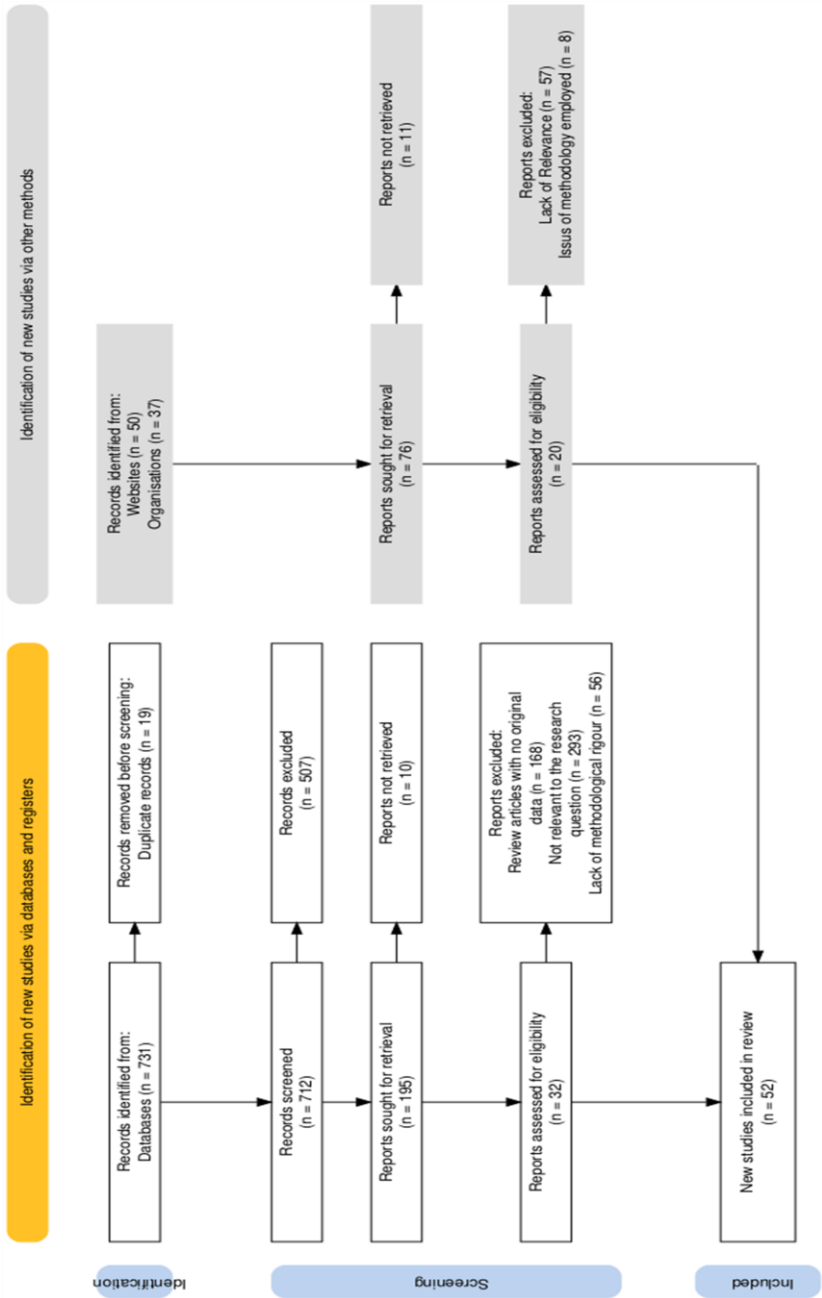 Identification of new studies via databases and registers
Identification of new studies via other methods
Identification
Records identified from:
Databases (n = 731)
Records removed before screening:
Duplicate records (n = 19)
Records identified from:
Websites (n = 50)
Organisations (n = 37)
Screening
Records screened
(n = 712)
Records excluded
(n = 507)
Reports sought for retrieval
(n = 195)
Reports not retrieved
(n = 10)
Reports sought for retrieval
(n = 76)
Reports not retrieved
(n = 11)
Reports assessed for eligibility
(n = 32)
Reports excluded:
Review articles with no original
data (n = 168)
Not relevant to the research
question (n = 293)
Lack of methodological rigour (n = 56)
Reports assessed for eligibility
(n = 20)
Reports excluded:
Lack of Relevance (n = 57)
Issus of methodology employed (n = 8)
Included
New studies included in review
(n = 52)